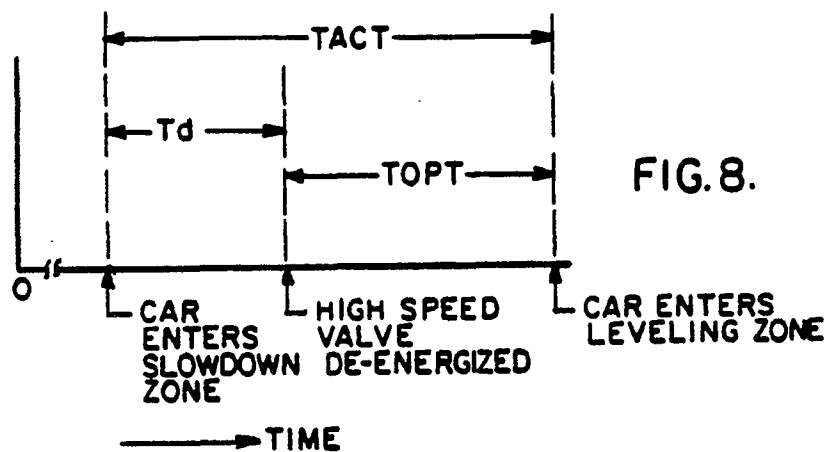 TACT
Td
TOPT
FIG. 8.
0
CAR
ENTERS
SLOWDOWN
ZONE
HIGH SPEED
VALVE
DE-ENERGIZED
CAR ENTERS
LEVELING ZONE
TIME